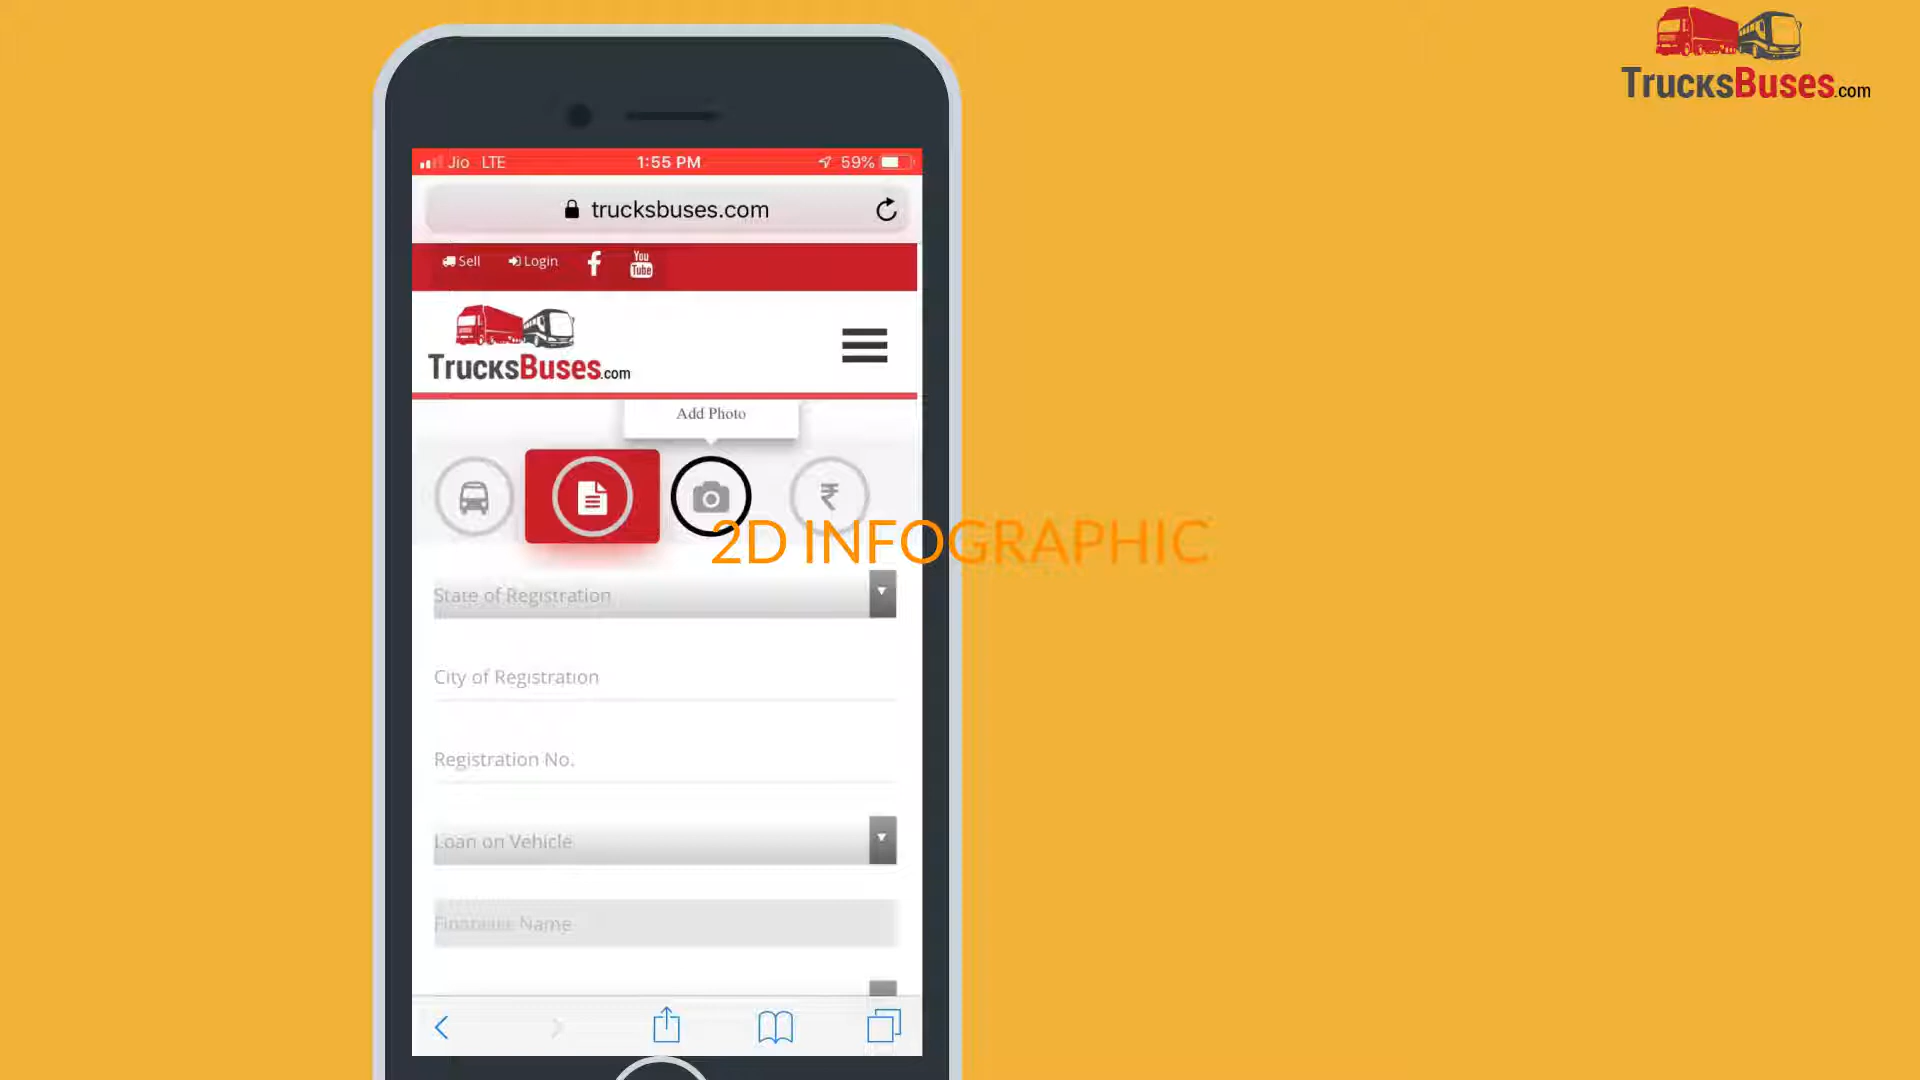 TrucksBuses.com
Jio LTE 1:55 PM 59%
trucksbuses.com
Sell Login f You Tube
TrucksBuses.com
Add Photo
2D INFOGRAPHIC
State of Registration
City of Registration
Registration No.
Loan on Vehicle
Financer Name